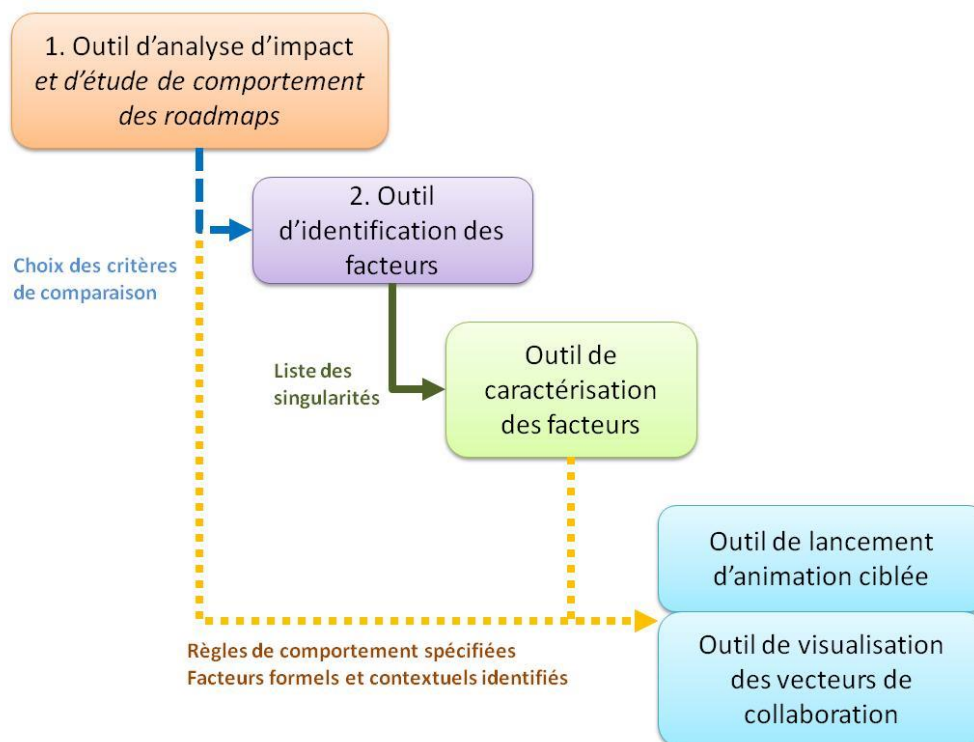 1. Outil d’analyse d’impact
et d’étude de comportement
des roadmaps
2. Outil
d’identification des
facteurs
Choix des critères
de comparaison
Outil de
caractérisation
des facteurs
Liste des
singularités
Outil de lancement
d’animation ciblée
Règles de comportement spécifiées
Facteurs formels et contextuels identifiés
Outil de visualisation
des vecteurs de
collaboration